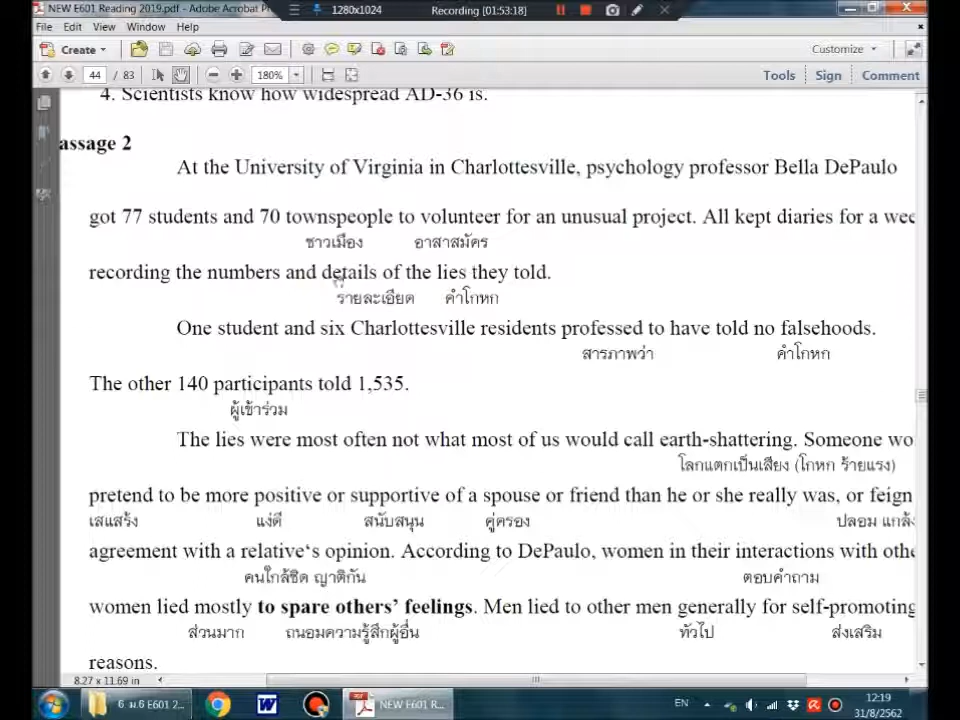 NEW E601 Reading 2019.pdf - Adobe Acrobat Pr
1280x1024
Recording [01:53:18]
File Edit View Window Help
Create
Customize
44 / 83
180%
Tools Sign Comment
4. Scientists know how widespread AD-36 is.
assage 2
At the University of Virginia in Charlottesville, psychology professor Bella DePaulo
got 77 students and 70 townspeople to volunteer for an unusual project. All kept diaries for a wee
ชาวเมือง อาสาสมัคร
recording the numbers and details of the lies they told.
รายละเอียด คำโกหก
One student and six Charlottesville residents professed to have told no falsehoods.
สารภาพว่า คำโกหก
The other 140 participants told 1,535.
ผู้เข้าร่วม
The lies were most often not what most of us would call earth-shattering. Someone wo
โลกแตกเป็นเสียง (โกหก ร้ายแรง)
pretend to be more positive or supportive of a spouse or friend than he or she really was, or feign
เสแสร้ง แง่ดี สนับสนุน คู่ครอง ปลอม แกล้ง
agreement with a relative‘s opinion. According to DePaulo, women in their interactions with othe
คนใกล้ชิด ญาติกัน ตอบคำถาม
women lied mostly to spare others’ feelings. Men lied to other men generally for self-promoting
ส่วนมาก ถนอมความรู้สึกผู้อื่น ทั่วไป ส่งเสริม
reasons.
8.27 x 11.69 in
6 ม.6 E601 2...
NEW E601 R...
EN
12:19
31/8/2562